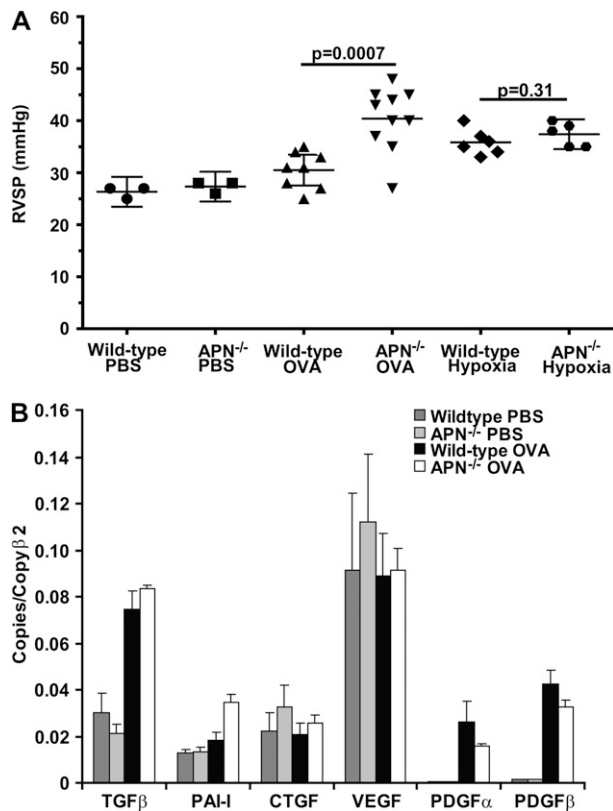 A
60
50
40
30
20
10
0
RVSP (mmHg)
p=0.0007
p=0.31
Wild-type PBS
APN-/- PBS
Wild-type OVA
APN-/- OVA
Wild-type Hypoxia
APN-/- Hypoxia
B
0.16
0.14
0.12
0.10
0.08
0.06
0.04
0.02
0
Copies/Copyβ2
Wildtype PBS
APN-/- PBS
Wild-type OVA
APN-/- OVA
TGFβ PAI-I CTGF VEGF PDGFα PDGFβ